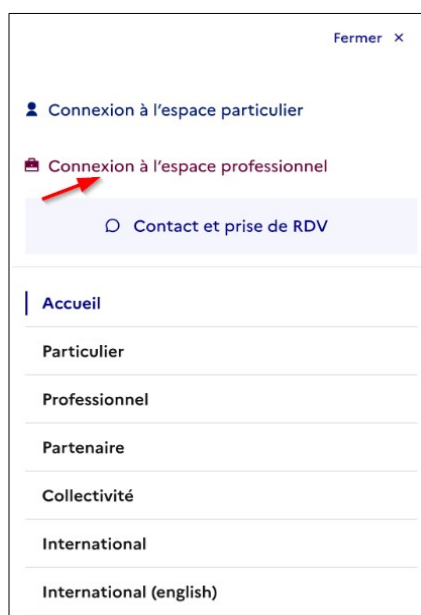 Fermer ×
Connexion à l’espace particulier
Connexion à l’espace professionnel
Contact et prise de RDV
Accueil
Particulier
Professionnel
Partenaire
Collectivité
International
International (english)